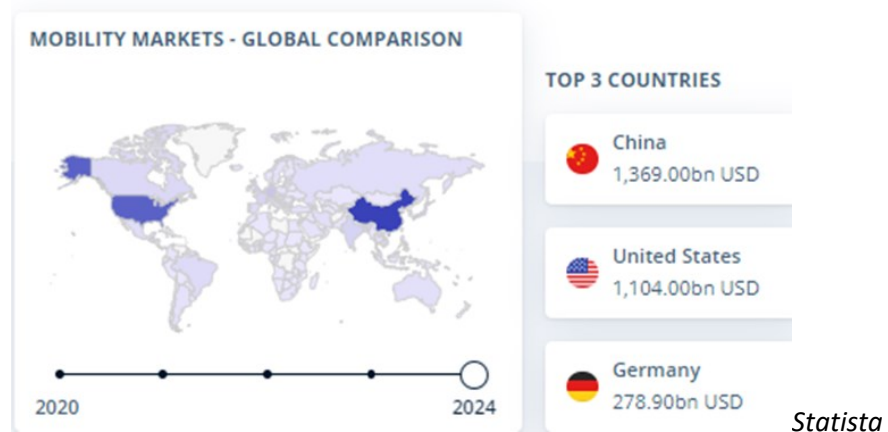 MOBILITY MARKETS - GLOBAL COMPARISON
2020
2024
TOP 3 COUNTRIES
China
1,369.00bn USD
United States
1,104.00bn USD
Germany
278.90bn USD
Statista